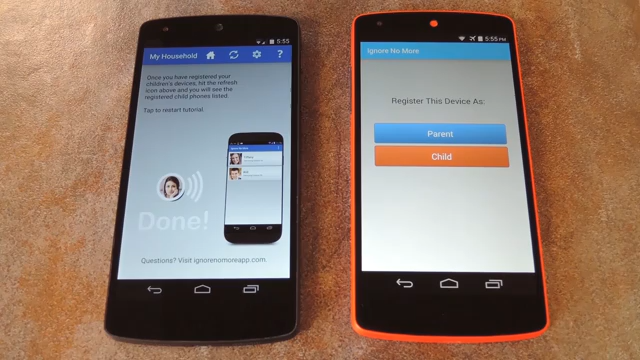 5:55
My Household
?
Once you have registered your
children's devices, hit the refresh
icon above and you will see the
registered child phones listed.
Tap to restart tutorial.
Done!
Questions? Visit ignorenomoreapp.com.
5:55 PM
Ignore No More
Register This Device As:
Parent
Child